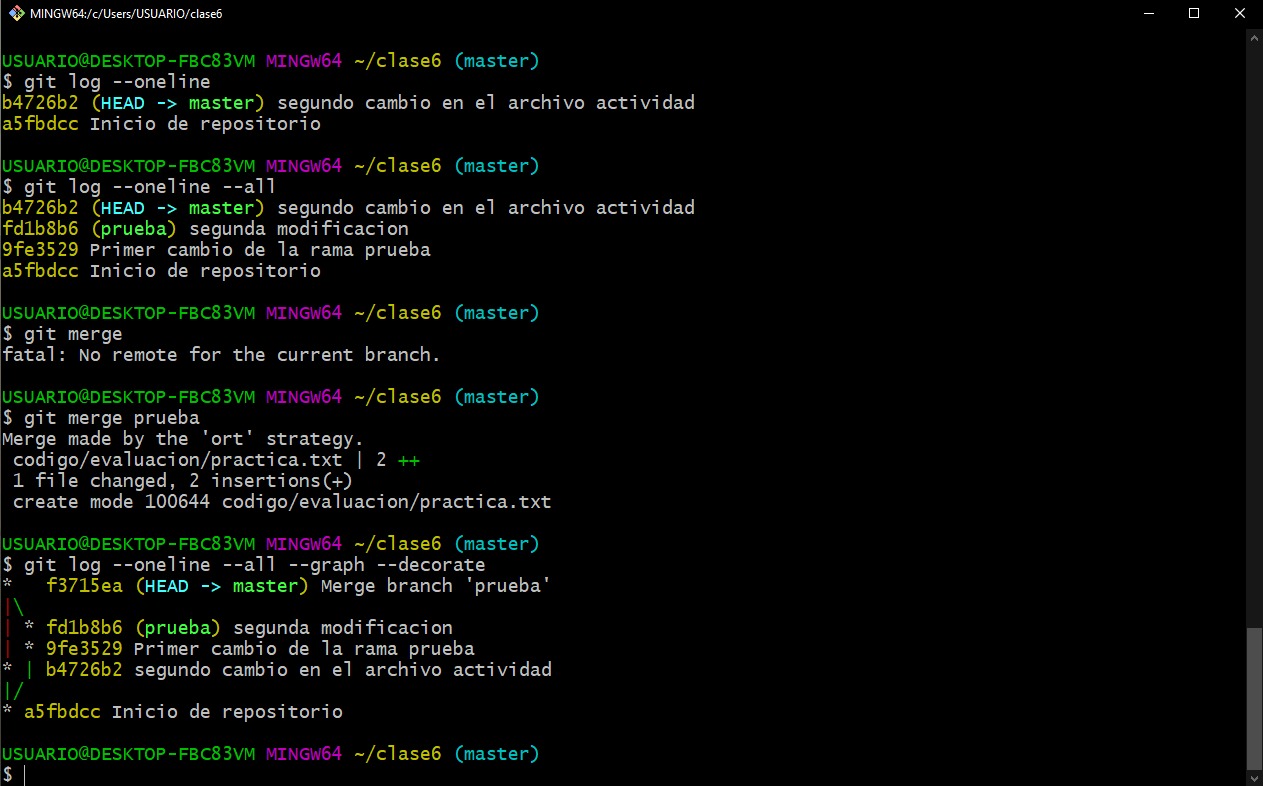 MINGW64:/c/Users/USUARIO/clase6
USUARIO@DESKTOP-FBC83VM MINGW64 ~/clase6 (master)
$ git log --oneline
b4726b2 (HEAD -> master) segundo cambio en el archivo actividad
a5fbdcc Inicio de repositorio
USUARIO@DESKTOP-FBC83VM MINGW64 ~/clase6 (master)
$ git log --oneline --all
b4726b2 (HEAD -> master) segundo cambio en el archivo actividad
fd1b8b6 (prueba) segunda modificacion
9fe3529 Primer cambio de la rama prueba
a5fbdcc Inicio de repositorio
USUARIO@DESKTOP-FBC83VM MINGW64 ~/clase6 (master)
$ git merge
fatal: No remote for the current branch.
USUARIO@DESKTOP-FBC83VM MINGW64 ~/clase6 (master)
$ git merge prueba
Merge made by the 'ort' strategy.
 codigo/evaluacion/practica.txt | 2 ++
 1 file changed, 2 insertions(+)
 create mode 100644 codigo/evaluacion/practica.txt
USUARIO@DESKTOP-FBC83VM MINGW64 ~/clase6 (master)
$ git log --oneline --all --graph --decorate
*   f3715ea (HEAD -> master) Merge branch 'prueba'
|\
| * fd1b8b6 (prueba) segunda modificacion
| * 9fe3529 Primer cambio de la rama prueba
* | b4726b2 segundo cambio en el archivo actividad
|/
* a5fbdcc Inicio de repositorio
USUARIO@DESKTOP-FBC83VM MINGW64 ~/clase6 (master)
$